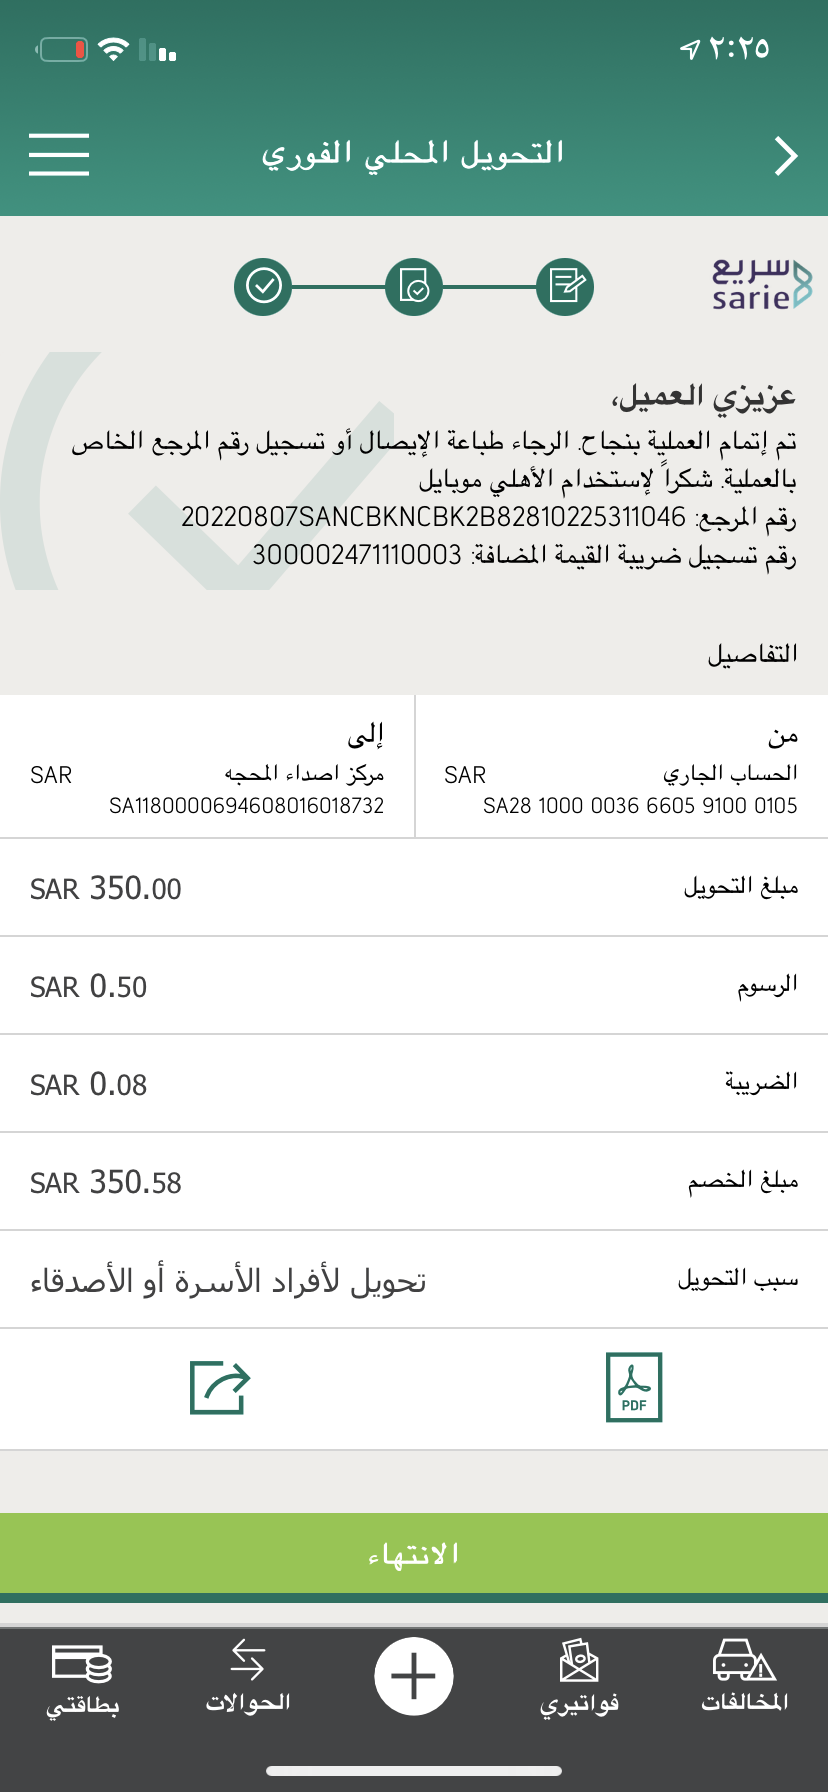 ٢:٢٥
التحويل المحلي الفوري
سريع
sarie
عزيزي العميل،
تم إتمام العملية بنجاح. الرجاء طباعة الإيصال أو تسجيل رقم المرجع الخاص
بالعملية. شكراً لإستخدام الأهلي موبايل
رقم المرجع: 20220807SANCBKNCBK2B82810225311046
رقم تسجيل ضريبة القيمة المضافة: 300002471110003
التفاصيل
من
الحساب الجاري SAR
SA28 1000 0036 6605 9100 0105
إلى
مركز اصداء المحجه SAR
SA1180000694608016018732
مبلغ التحويل SAR 350.00
الرسوم SAR 0.50
الضريبة SAR 0.08
مبلغ الخصم SAR 350.58
سبب التحويل تحويل لأفراد الأسرة أو الأصدقاء
PDF
الانتهاء
المخالفات
فواتيري
الحوالات
بطاقتي